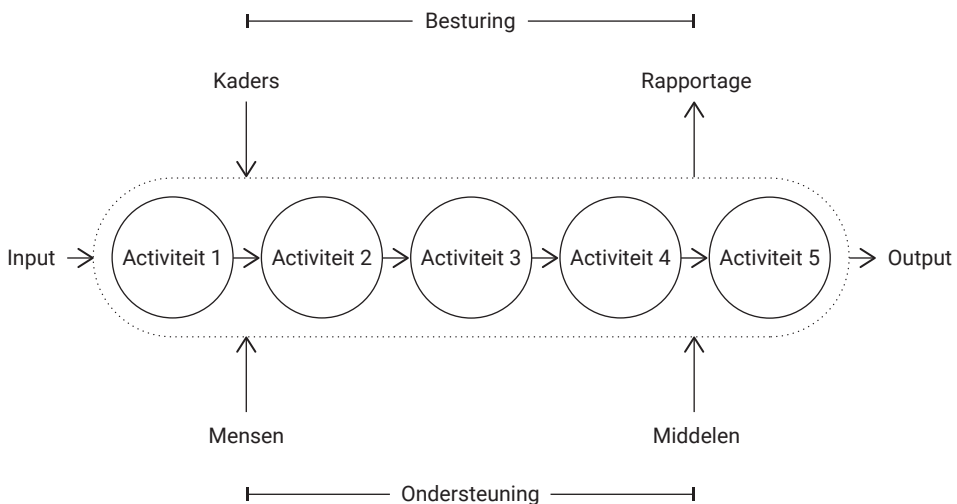 Besturing
Kaders
Rapportage
Input
Activiteit 1
Activiteit 2
Activiteit 3
Activiteit 4
Activiteit 5
Output
Mensen
Middelen
Ondersteuning